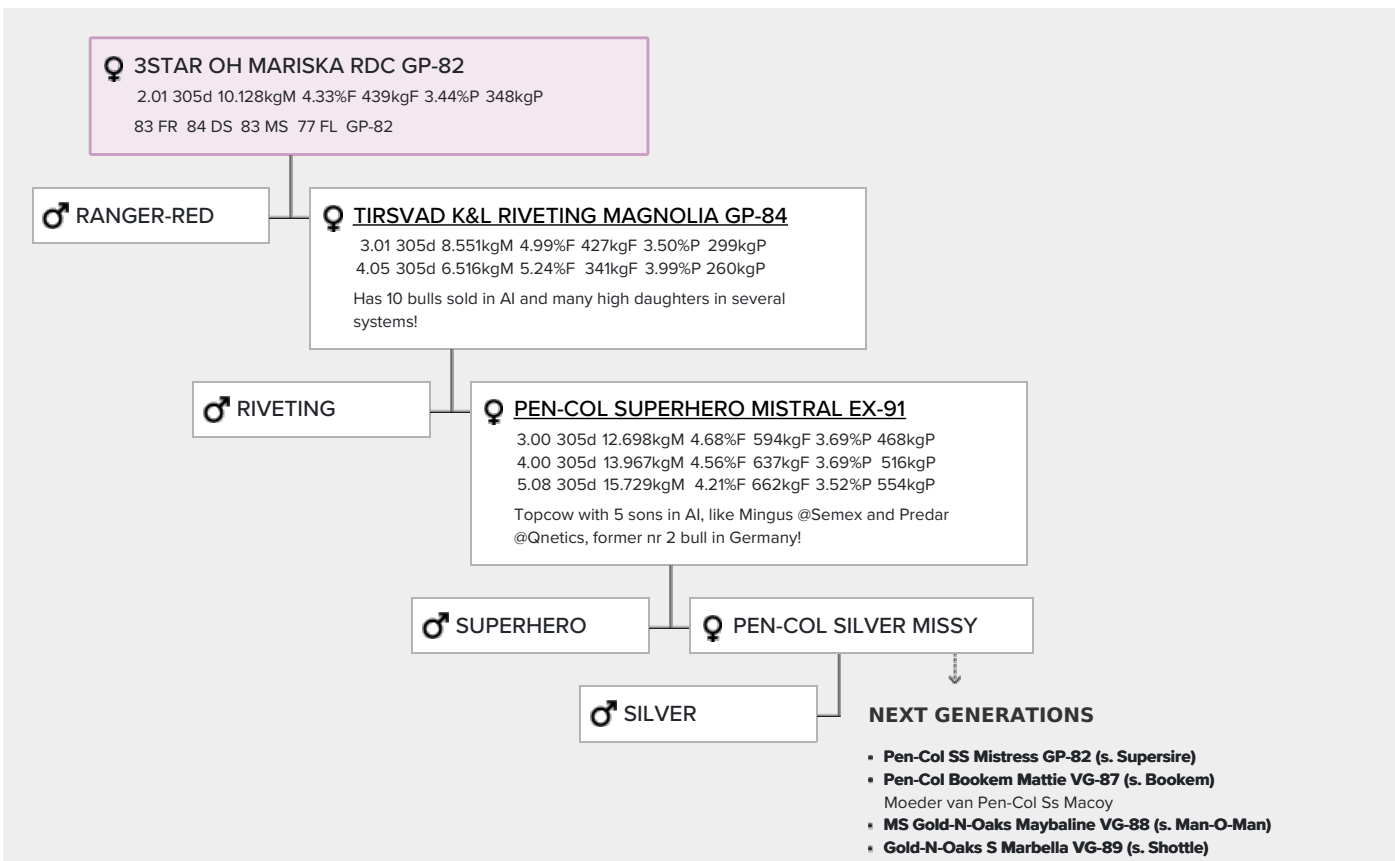 3STAR OH MARISKA RDC GP-82
2.01 305d 10.128kgM 4.33%F 439kgF 3.44%P 348kgP
83 FR 84 DS 83 MS 77 FL GP-82
RANGER-RED
TIRSVAD K&L RIVETING MAGNOLIA GP-84
3.01 305d 8.551kgM 4.99%F 427kgF 3.50%P 299kgP
4.05 305d 6.516kgM 5.24%F 341kgF 3.99%P 260kgP
Has 10 bulls sold in AI and many high daughters in several
systems!
RIVETING
PEN-COL SUPERHERO MISTRAL EX-91
3.00 305d 12.698kgM 4.68%F 594kgF 3.69%P 468kgP
4.00 305d 13.967kgM 4.56%F 637kgF 3.69%P 516kgP
5.08 305d 15.729kgM 4.21%F 662kgF 3.52%P 554kgP
Topcow with 5 sons in AI, like Mingus @Semex and Predar
@Qnetics, former nr 2 bull in Germany!
SUPERHERO
PEN-COL SILVER MISSY
SILVER
NEXT GENERATIONS
• Pen-Col SS Mistress GP-82 (s. Supersire)
• Pen-Col Bookem Mattie VG-87 (s. Bookem)
Moeder van Pen-Col Ss Macoy
• MS Gold-N-Oaks Maybaline VG-88 (s. Man-O-Man)
• Gold-N-Oaks S Marbella VG-89 (s. Shottle)